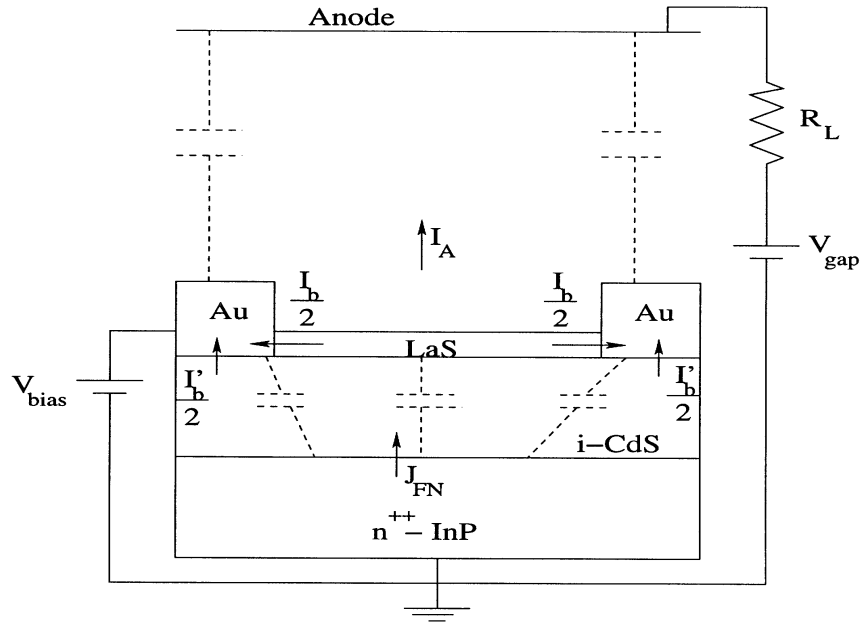 Anode
R_L
V_gap
I_A
I_b/2
I_b/2
Au
Au
LaS
V_bias
I'_b/2
I'_b/2
i-CdS
J_FN
n^++-InP